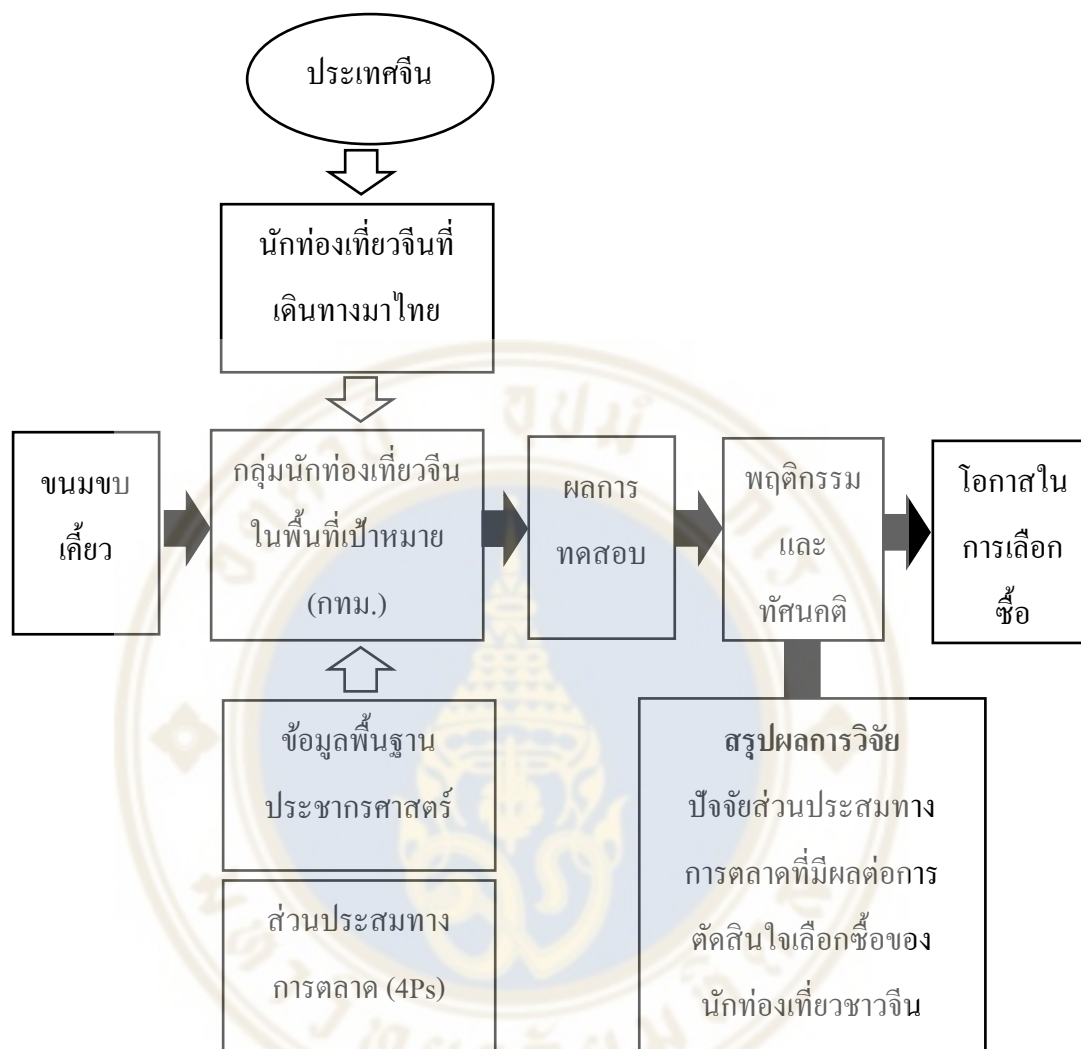 ประเทศจีน
นักท่องเที่ยวจีนที่
เดินทางมาไทย
ขนมขบ
เคี้ยว
กลุ่มนักท่องเที่ยวจีน
ในพื้นที่เป้าหมาย
(กทม.)
ผลการ
ทดสอบ
พฤติกรรม
และ
ทัศนคติ
โอกาสใน
การเลือก
ซื้อ
ข้อมูลพื้นฐาน
ประชากรศาสตร์
ส่วนประสมทาง
การตลาด (4Ps)
สรุปผลการวิจัย
ปัจจัยส่วนประสมทาง
การตลาดที่มีผลต่อการ
ตัดสินใจเลือกซื้อของ
นักท่องเที่ยวชาวจีน